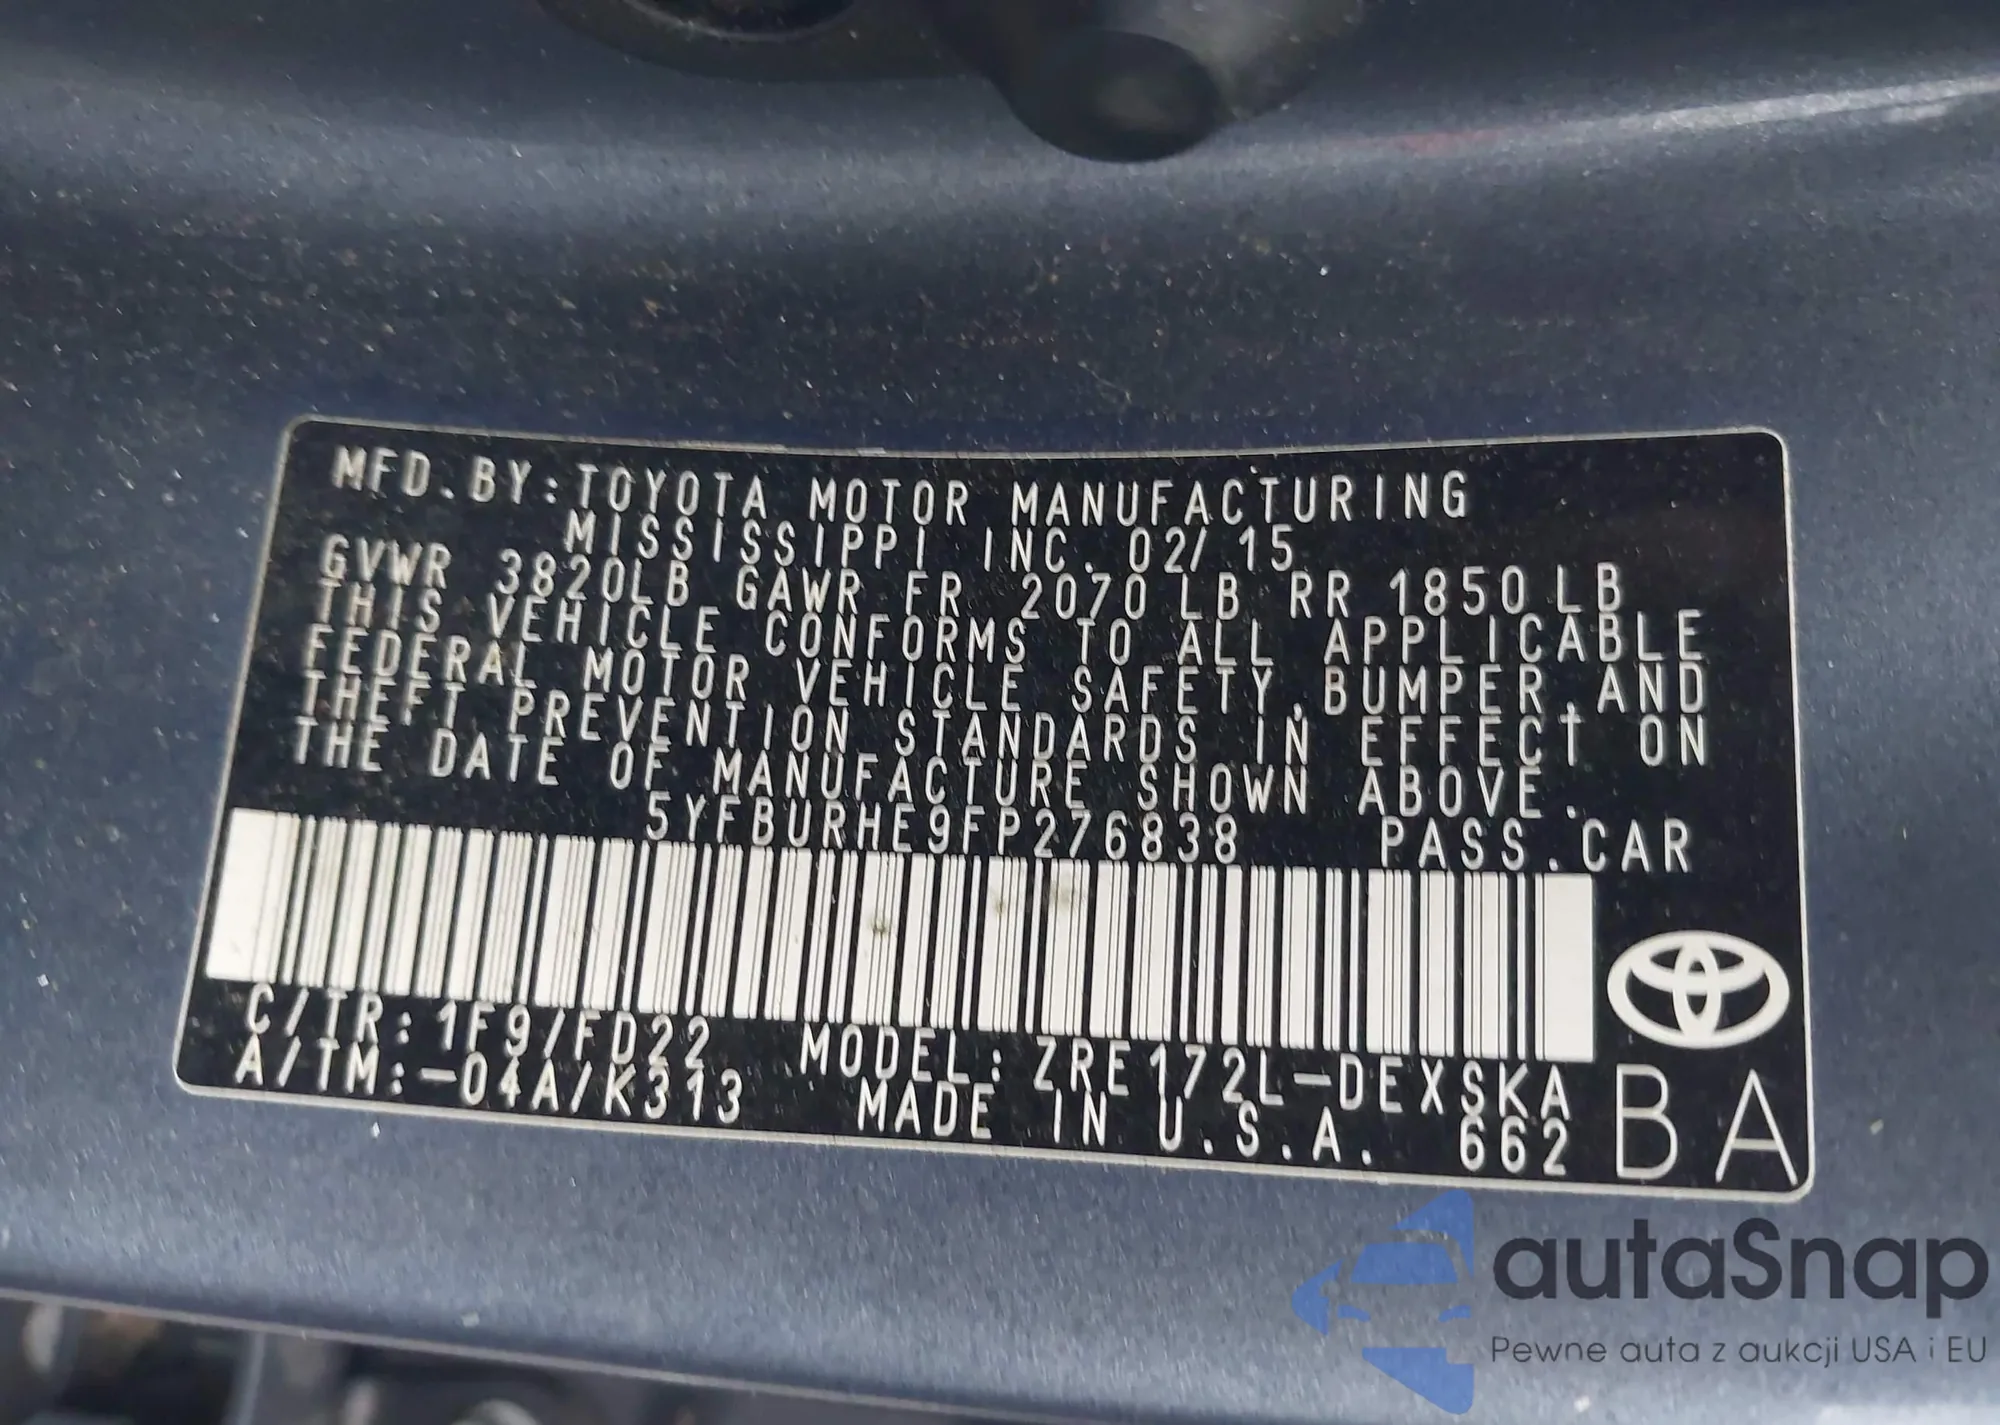 MFD.BY:TOYOTA MOTOR MANUFACTURING
MISSISSIPPI INC. 02/15
GVWR 3820LB GAWR FR 2070LB RR 1850LB
THIS VEHICLE CONFORMS TO ALL APPLICABLE
FEDERAL MOTOR VEHICLE SAFETY,BUMPER,AND
THEFT PREVENTION STANDARDS IN EFFECT ON
THE DATE OF MANUFACTURE SHOWN ABOVE.
5YFBURHE9FP276838 PASS.CAR
C/TR:1F9/FD22 MODEL:ZRE172L-DEXSKA
A/TM:-04A/K313 MADE IN U.S.A. 662
BA
autaSnap
Pewne auta z aukcji USA i EU